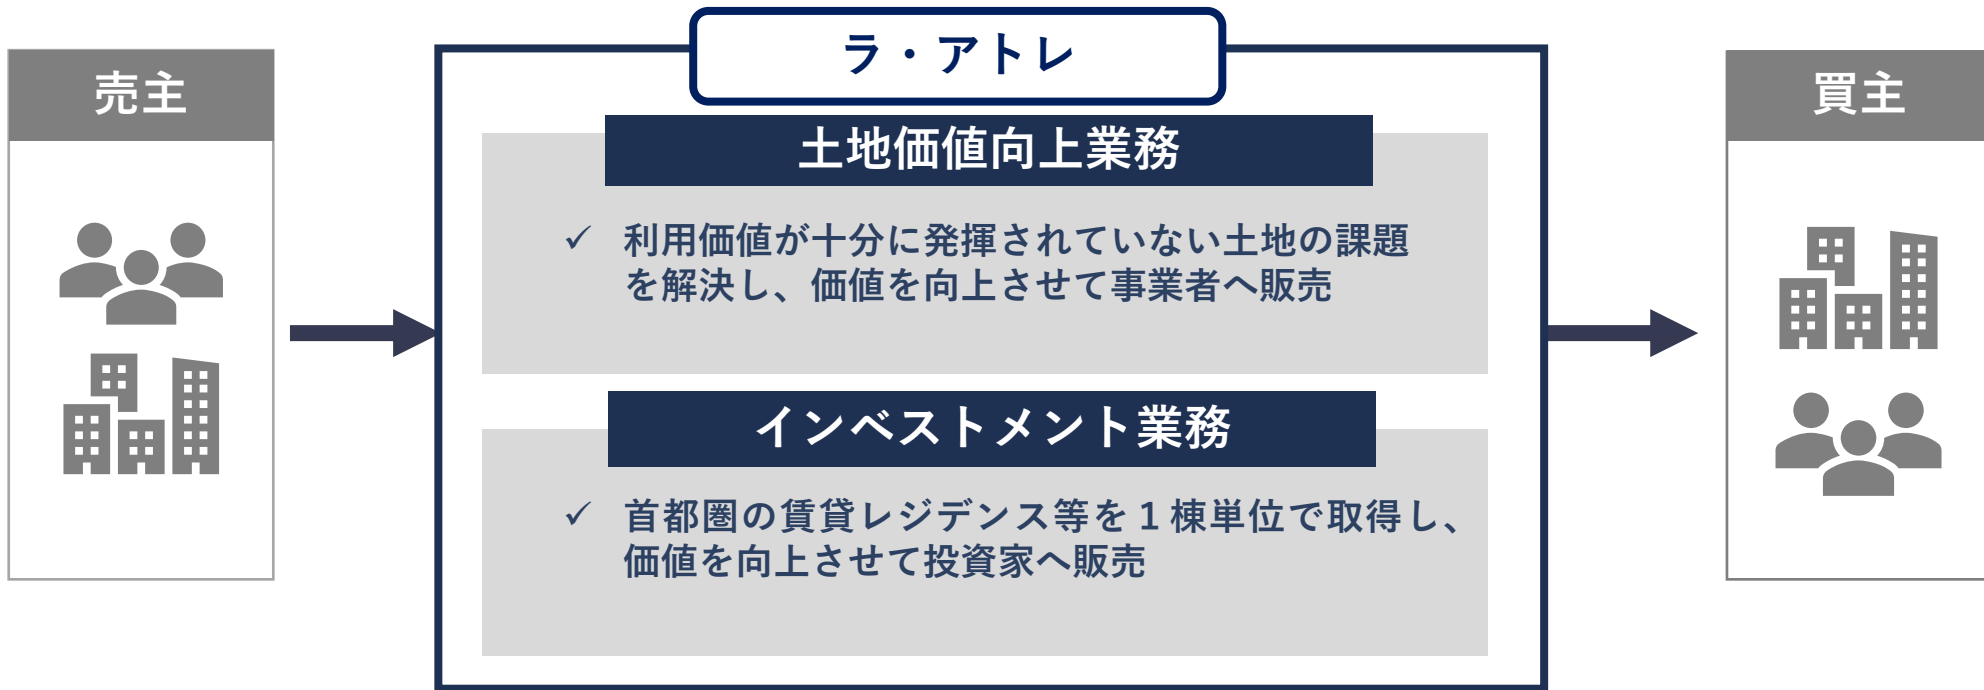 ラ・アトレ
売主
買主
土地価値向上業務
✓ 利用価値が十分に発揮されていない土地の課題
を解決し、価値を向上させて事業者へ販売
インベストメント業務
✓ 首都圏の賃貸レジデンス等を１棟単位で取得し、
価値を向上させて投資家へ販売